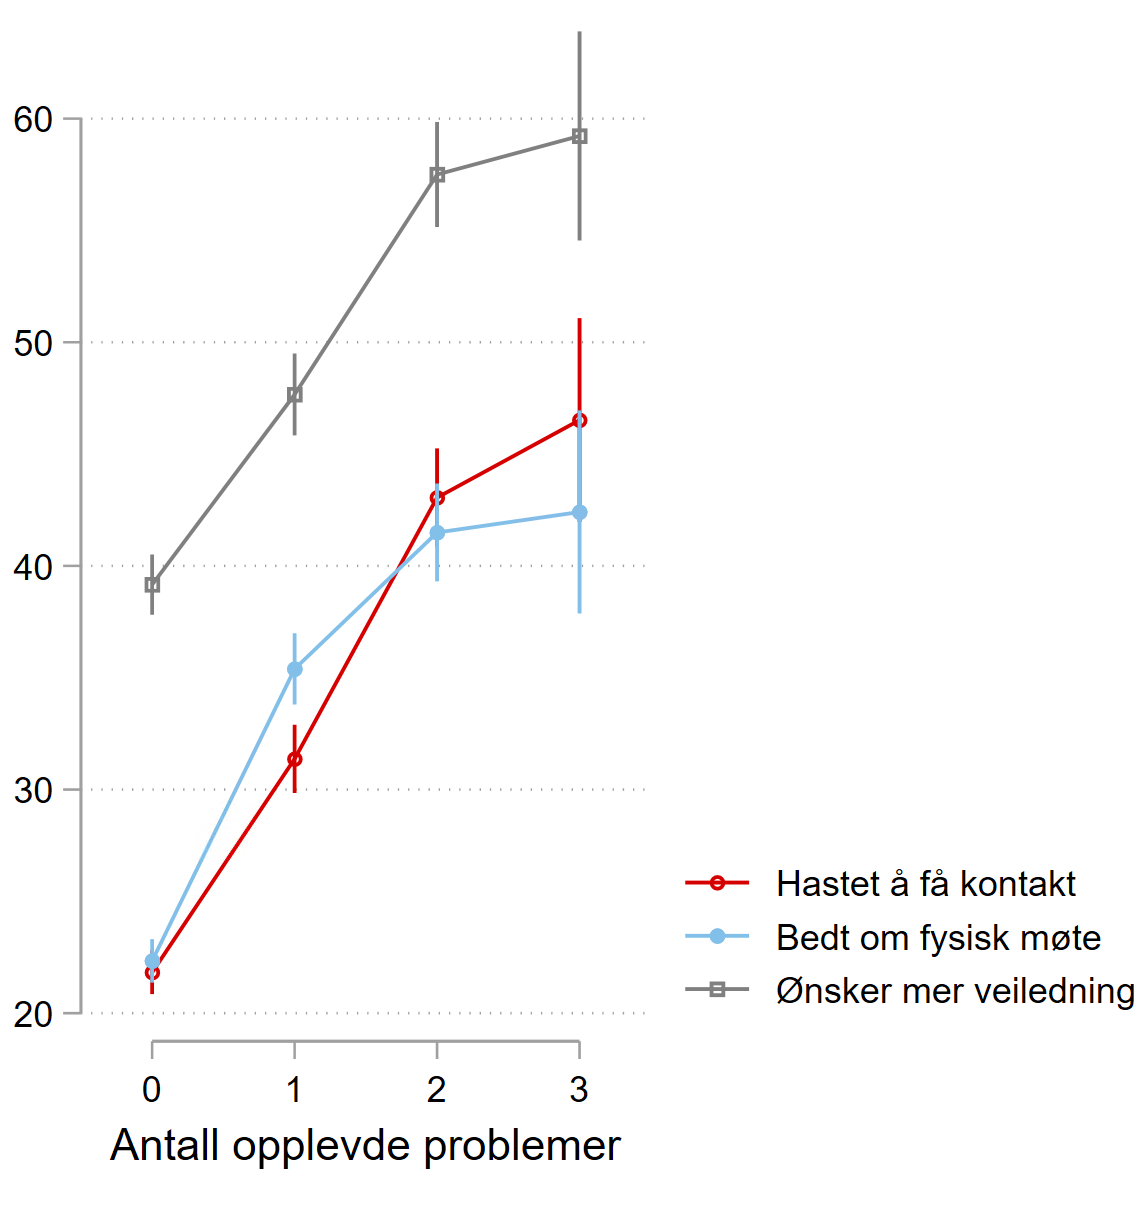 60
50
40
30
20
0 1 2 3
Antall opplevde problemer
Hastet å få kontakt
Bedt om fysisk møte
Ønsker mer veiledning